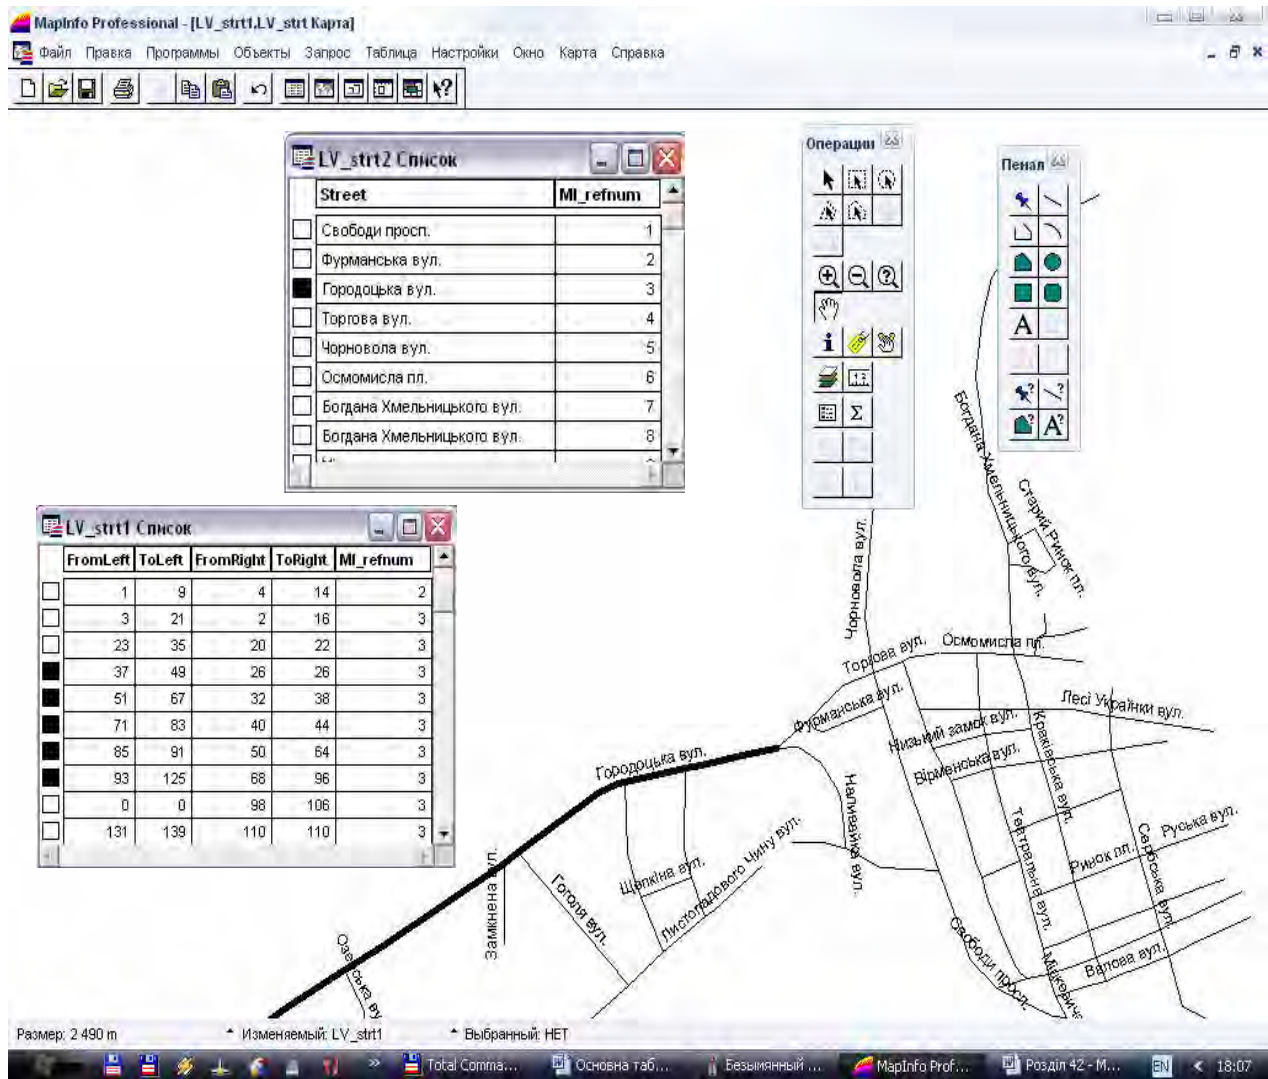 MapInfo Professional - [LV_strt1,LV_strt Карта]
Файл Правка Программы Объекты Запрос Таблица Настройки Окно Карта Справка
LV_strt2 Список
Street MI_refnum
Свободи просп. 1
Фурманська вул. 2
Городоцька вул. 3
Торгова вул. 4
Чорновола вул. 5
Осмомисла пл. 6
Богдана Хмельницького вул. 7
Богдана Хмельницького вул. 8
Операции
Пенал
LV_strt1 Список
FromLeft ToLeft FromRight ToRight MI_refnum
1 9 4 14 2
3 21 2 16 3
23 35 20 22 3
37 49 26 26 3
51 67 32 38 3
71 83 40 44 3
85 91 50 64 3
93 125 68 96 3
0 0 98 106 3
131 139 110 110 3
Богдана Хмельницького вул.
Старий Ринок пл.
Чорновола вул.
Торгова вул.
Осмомисла пл.
Фурманська вул.
Лесі Українки вул.
Низький замок вул.
Краківська вул.
Вірменська вул.
Городоцька вул.
Наливайка вул.
Театральна вул.
Руська вул.
Ринок пл.
Сербська вул.
Щепкіна вул.
Листопадового Чину вул.
Гоголя вул.
Замкнена вул.
Свободи просп.
Валова вул.
Размер: 2 490 m
Изменяемый: LV_strt1
Выбранный: НЕТ
Total Comma...
Основна таб...
Безымянный ...
MapInfo Prof...
Розділ 42 - М...
EN
18:07